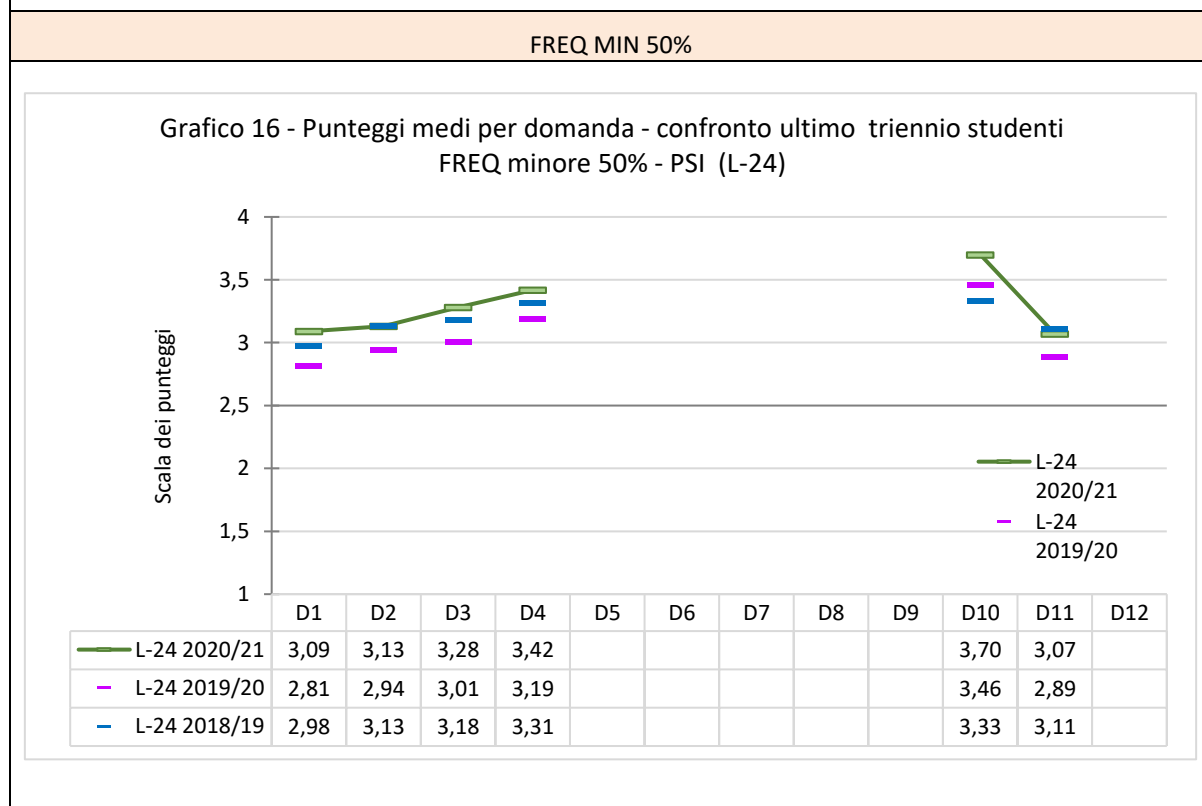 FREQ MIN 50%
Grafico 16 - Punteggi medi per domanda - confronto ultimo  triennio studenti
FREQ minore 50% - PSI  (L-24)
4
3,5
3
2,5
2
1,5
1
Scala dei punteggi
L-24
2020/21
L-24
2019/20
D1 D2 D3 D4 D5 D6 D7 D8 D9 D10 D11 D12
L-24 2020/21 3,09 3,13 3,28 3,42 3,70 3,07
L-24 2019/20 2,81 2,94 3,01 3,19 3,46 2,89
L-24 2018/19 2,98 3,13 3,18 3,31 3,33 3,11